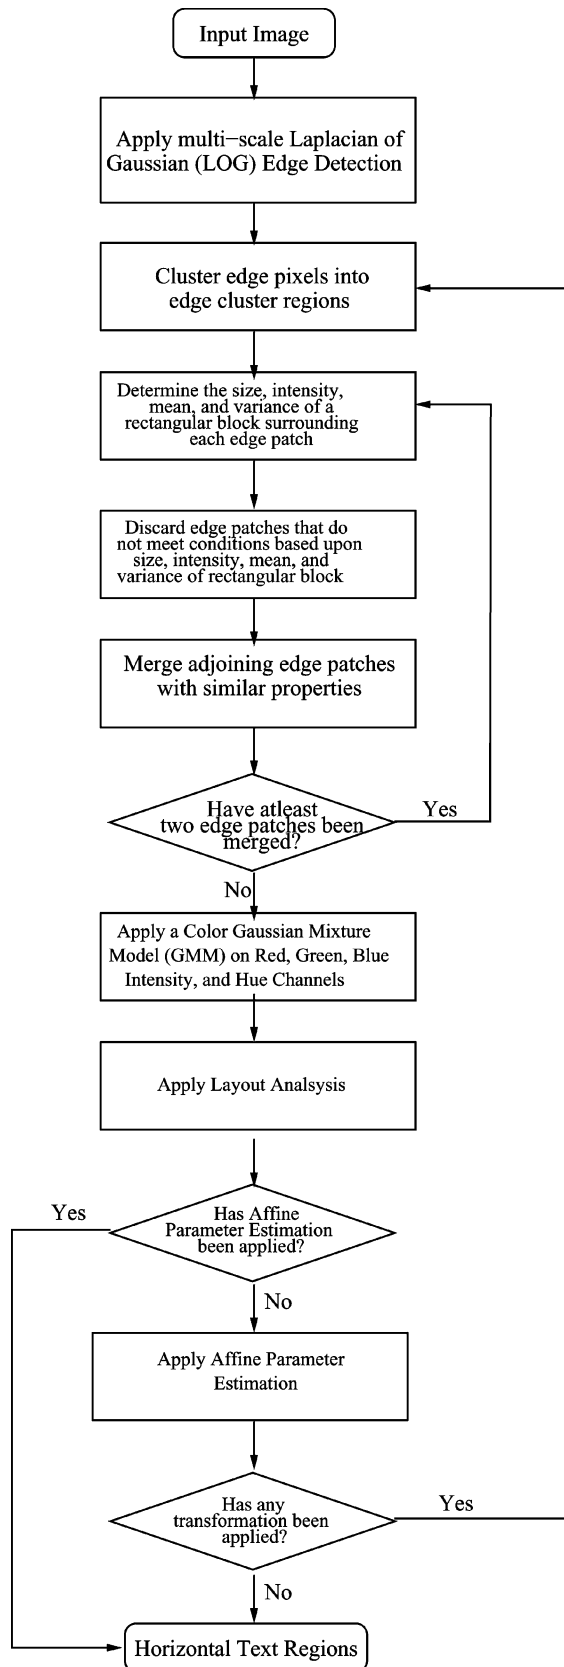 Input Image
Apply multi−scale Laplacian of
Gaussian (LOG) Edge Detection
Cluster edge pixels into
edge cluster regions
Determine the size, intensity,
mean, and variance of a
rectangular block surrounding
each edge patch
Discard edge patches that do
not meet conditions based upon
size, intensity, mean, and
variance of rectangular block
Merge adjoining edge patches
with similar properties
Have atleast
two edge patches been
merged?
Yes
No
Apply a Color Gaussian Mixture
Model (GMM) on Red, Green, Blue
Intensity, and Hue Channels
Apply Layout Analsysis
Yes
Has Affine
Parameter Estimation
been applied?
No
Apply Affine Parameter
Estimation
Has any
transformation been
applied?
Yes
No
Horizontal Text Regions